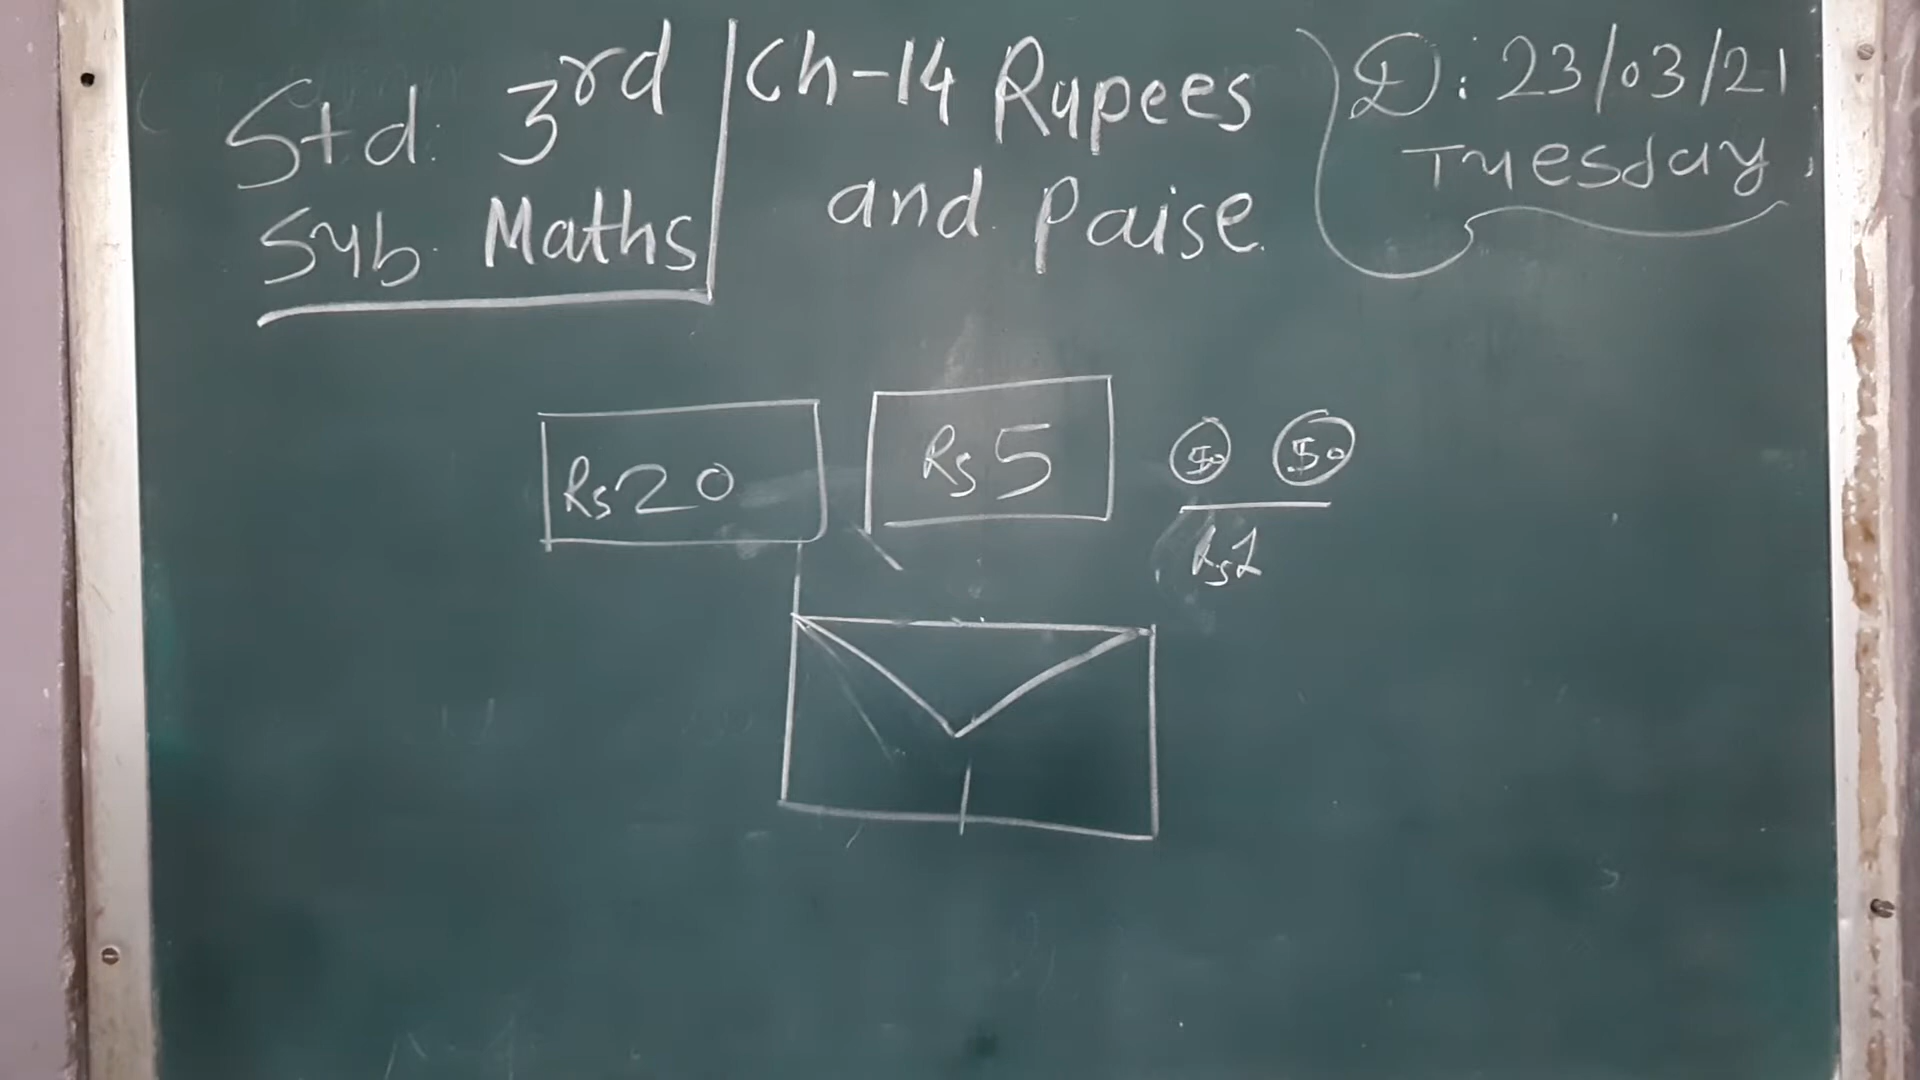 Std. 3rd
Sub. Maths
Ch-14 Rupees
and Paise.
D: 23/03/21
Tuesday.
Rs 20
Rs 5
50 50
Rs 1